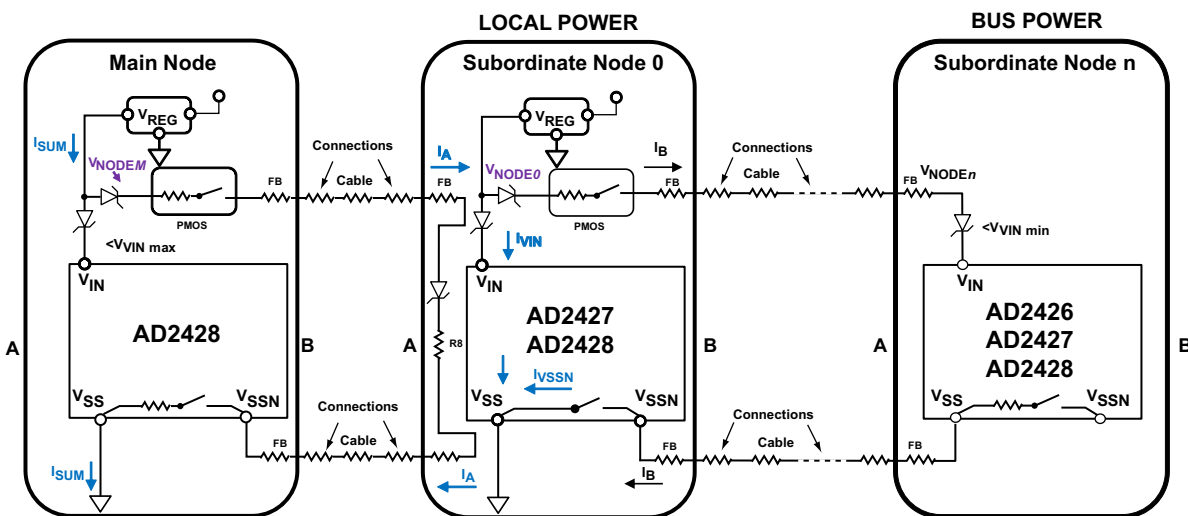 LOCAL POWER
BUS POWER
Main Node
Subordinate Node 0
Subordinate Node n
VREG
ISUM
VNODEM
PMOS
FB
Connections
Cable
<VVIN max
VIN
AD2428
A
B
VSS
VSSN
FB
Connections
Cable
ISUM
IA
FB
VREG
VNODE0
IB
PMOS
FB
Connections
Cable
IVIN
VIN
AD2427
AD2428
A
R8
B
IVSSN
VSS
VSSN
IA
IB
FB
Connections
Cable
FB
VNODEn
<VVIN min
VIN
AD2426
AD2427
AD2428
A
B
VSS
VSSN
FB